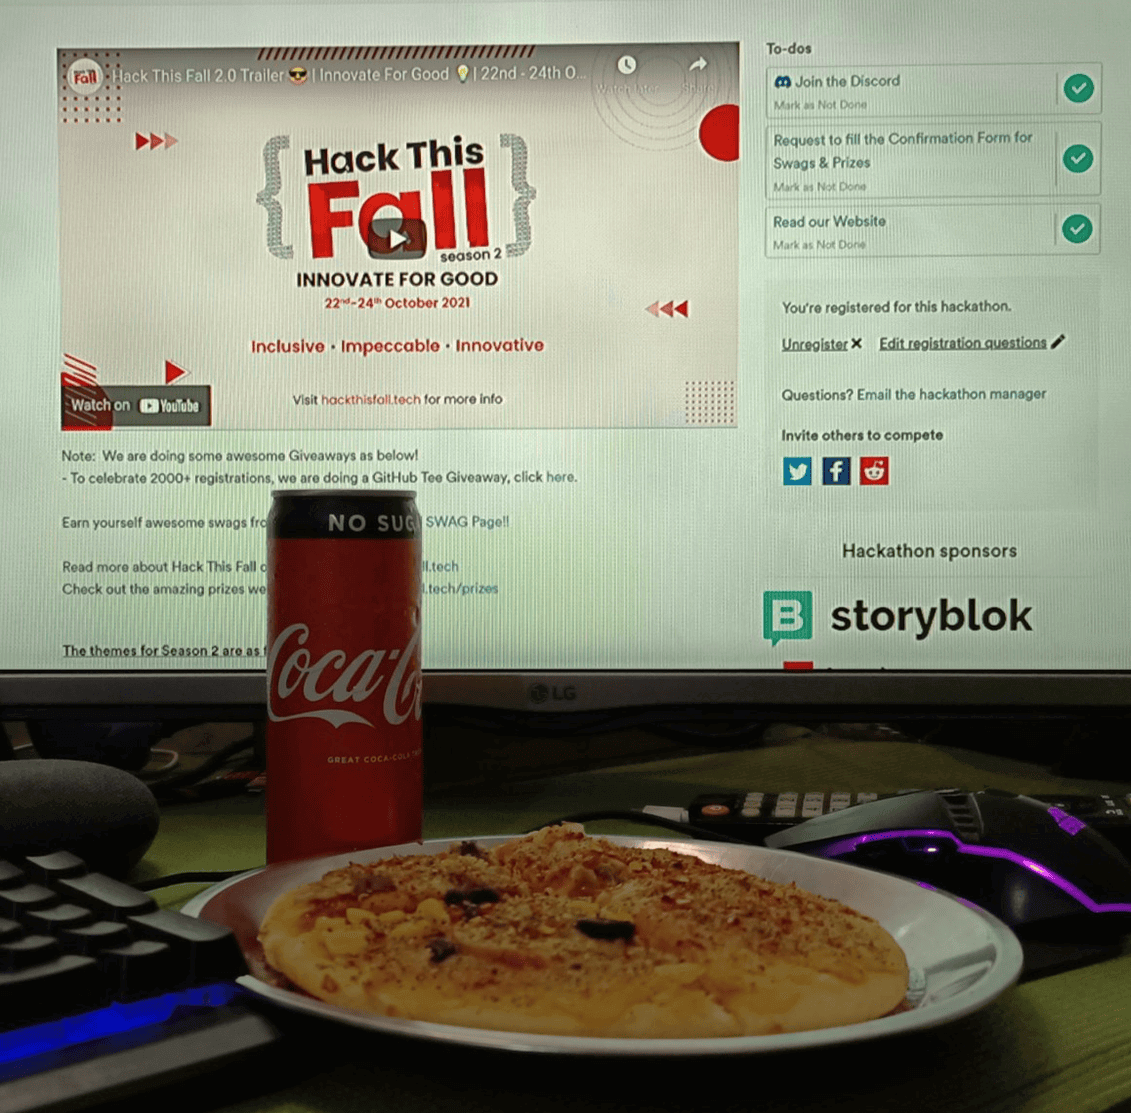 Fall
Hack This Fall 2.0 Trailer 😎 | Innovate For Good 💡 | 22nd - 24th O...
Watch later
Share
Hack This
Fall
season 2
INNOVATE FOR GOOD
22nd-24th October 2021
Inclusive · Impeccable · Innovative
Visit hackthisfall.tech for more info
Watch on YouTube
Note: We are doing some awesome Giveaways as below!
- To celebrate 2000+ registrations, we are doing a GitHub Tee Giveaway, click here.
Earn yourself awesome swags fro SWAG Page!!
Read more about Hack This Fall ll.tech
Check out the amazing prizes we l.tech/prizes
The themes for Season 2 are as
To-dos
Join the Discord
Mark as Not Done
Request to fill the Confirmation Form for
Swags & Prizes
Mark as Not Done
Read our Website
Mark as Not Done
You're registered for this hackathon.
Unregister Edit registration questions
Questions? Email the hackathon manager
Invite others to compete
Hackathon sponsors
B storyblok
LG
NO SUG
Coca-Co
GREAT COCA-COLA